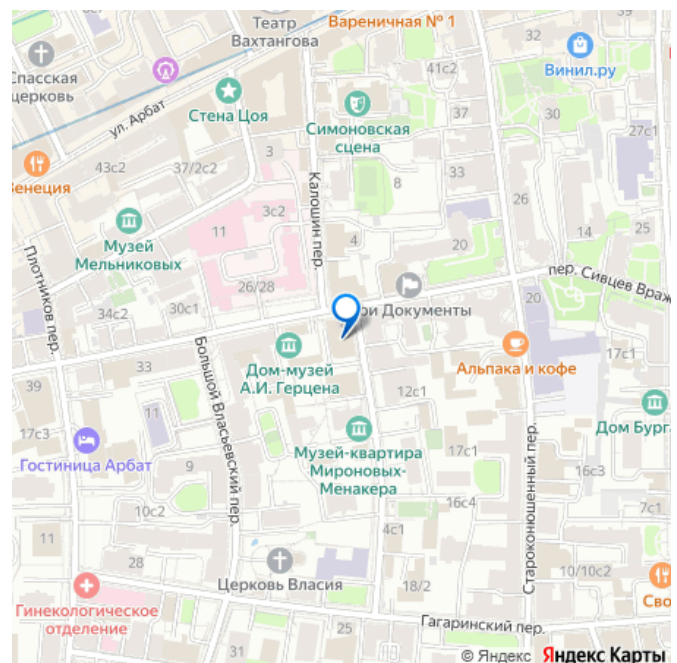 6с2
Театр
Вахтангова
Вареничная № 1
32
Винил.ру
Спасская
церковь
41с2
ул. Арбат
Стена Цоя
Симоновская
сцена
37
30
27с1
Венеция
43с2
37/2с2
3
Калошин пер.
8
33
26
Музей
Мельниковых
11
3с2
4
20
14
25
Плотников пер.
26/28
пер. Сивцев Враж
34с2
30с1
Мои Документы
20
Дом-музей
А.И. Герцена
Альпака и кофе
17с1
39
33
Большой Власьевский пер.
12с1
Дом Бурга
17с3
11
Гостиница Арбат
9
Музей-квартира
Мироновых-
Менакера
17с1
16с3
16с4
Староконюшенный пер.
7с1
10с2
11
4с1
28
Церковь Власия
18/2
10/10с2
Сво
Гинекологическое
отделение
25
Гагаринский пер.
31
© Яндекс Яндекс Карты